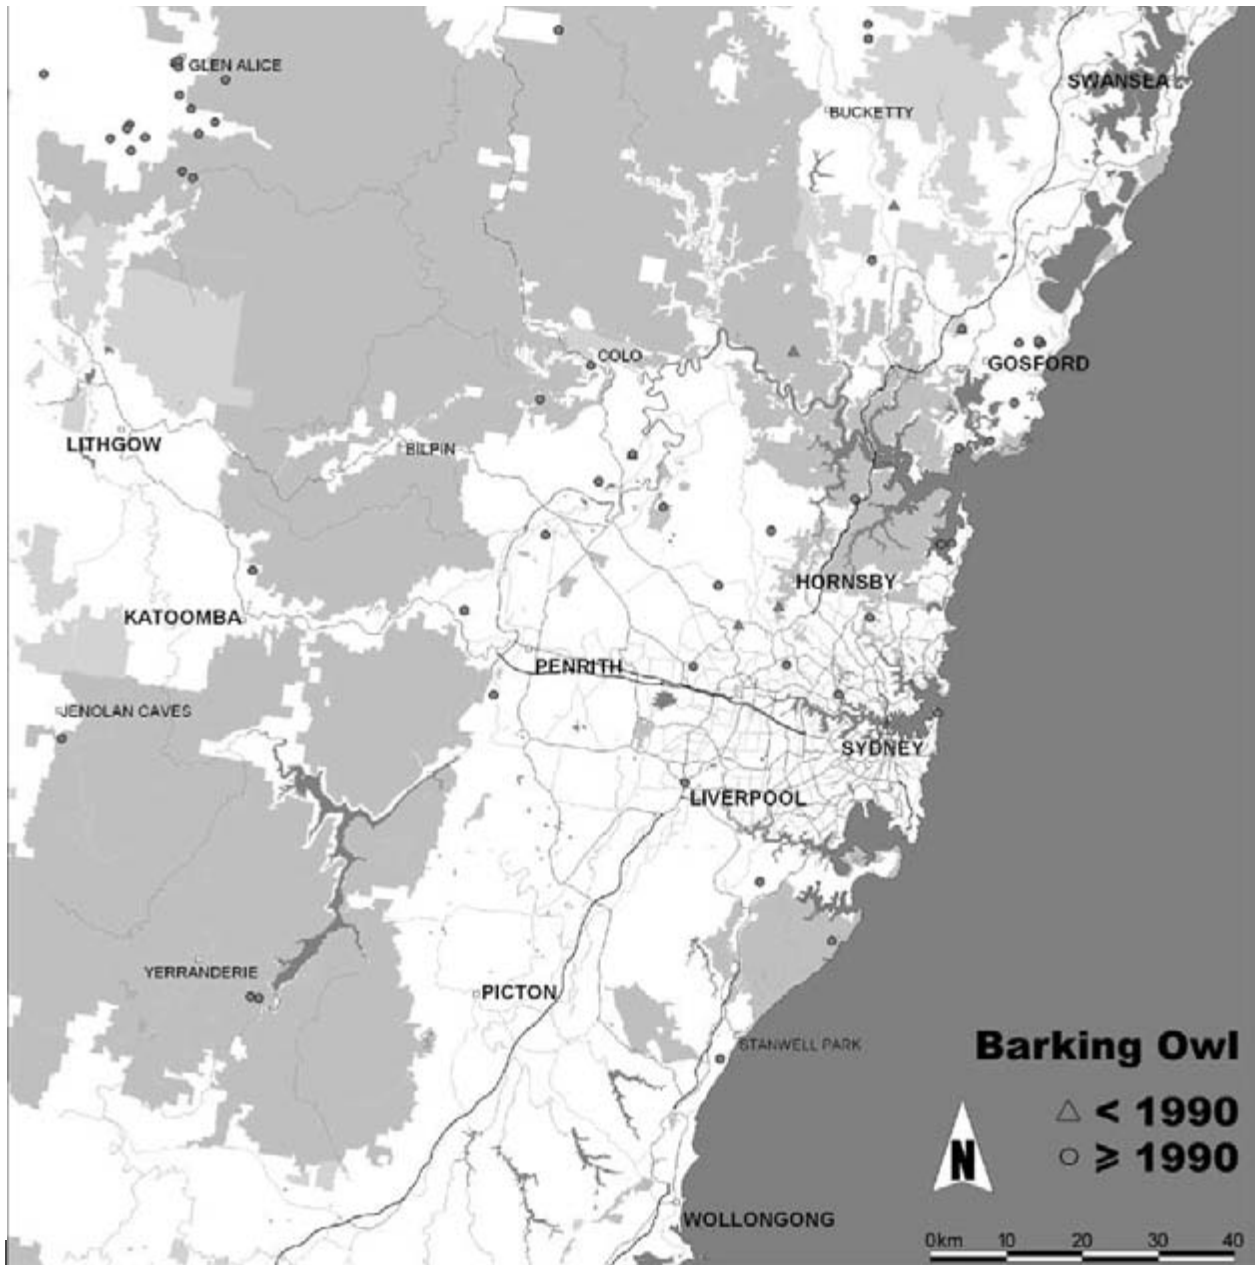 GLEN ALICE
SWANSEA
BUCKETTY
COLO
GOSFORD
LITHGOW
BILPIN
HORNSBY
KATOOMBA
PENRITH
JENOLAN CAVES
SYDNEY
LIVERPOOL
YERRANDERIE
PICTON
STANWELL PARK
Barking Owl
< 1990
⩾ 1990
N
WOLLONGONG
0km 10 20 30 40